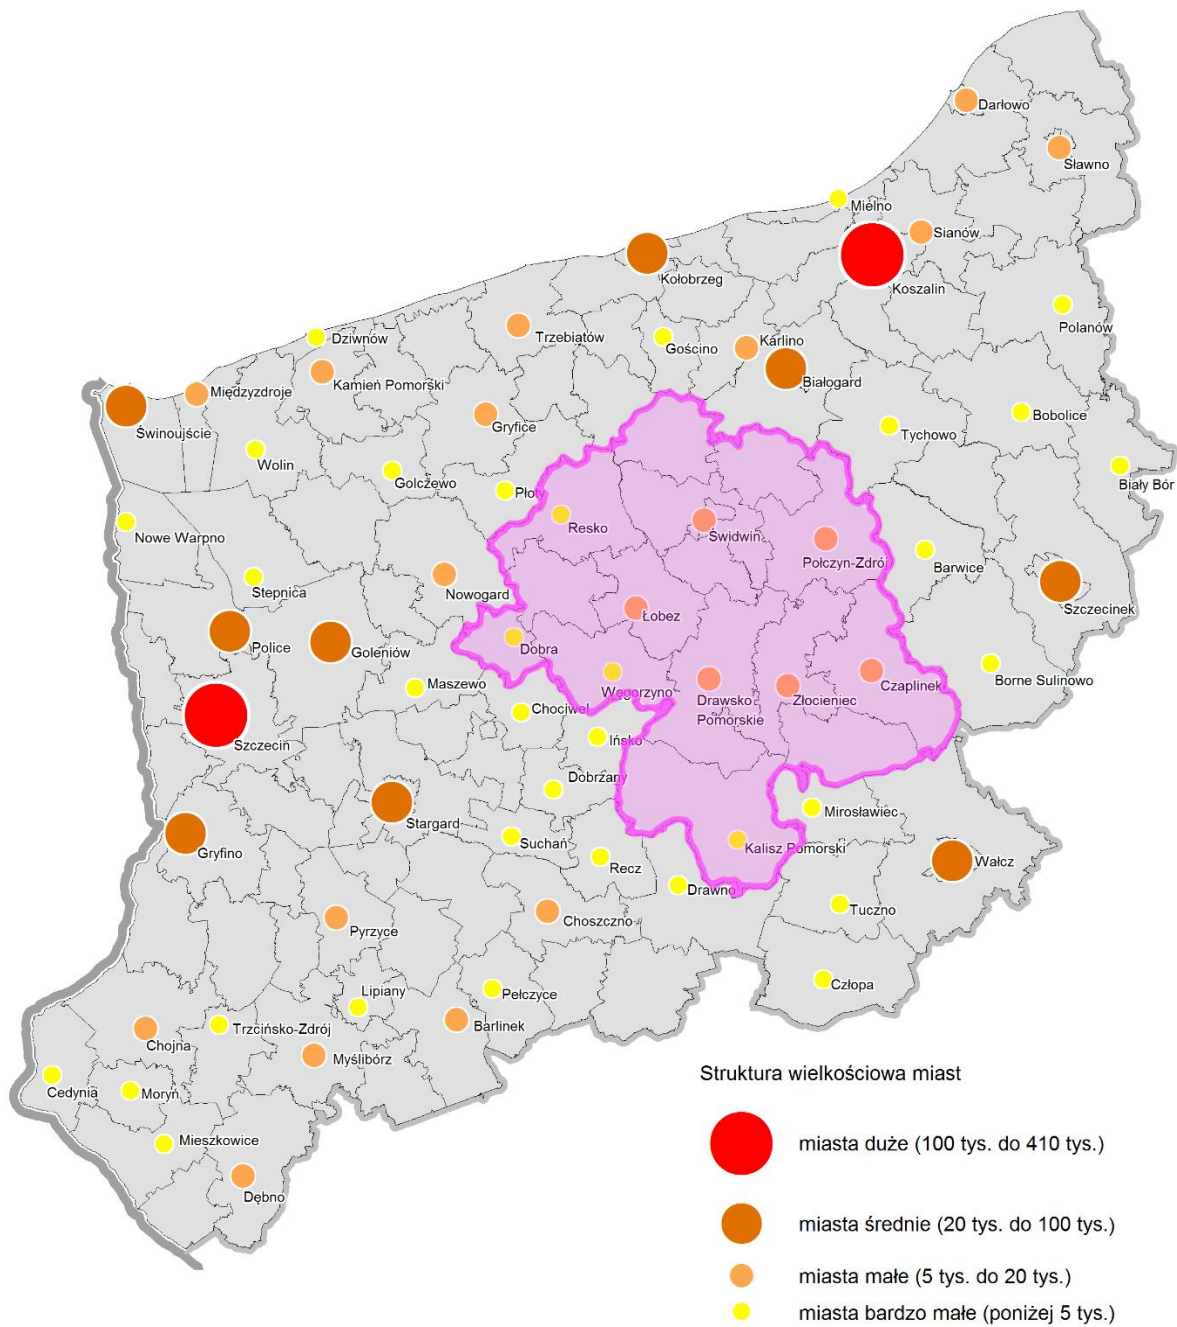 Darłowo
Sławno
Mielno
Sianów
Kołobrzeg
Koszalin
Polanów
Dziwnów
Trzebiatów
Gościno
Karlino
Białogard
Kamień Pomorski
Międzyzdroje
Gryfice
Bobolice
Świnoujście
Tychowo
Wolin
Golczewo
Biały Bór
Płoty
Resko
Świdwin
Nowe Warpno
Połczyn-Zdrój
Barwice
Stepnica
Nowogard
Szczecinek
Łobez
Police
Goleniów
Dobra
Borne Sulinowo
Maszewo
Węgorzyno
Drawsko
Pomorskie
Złocieniec
Czaplinek
Chociwel
Szczecin
Ińsko
Dobrzany
Mirosławiec
Stargard
Suchań
Kalisz Pomorski
Gryfino
Recz
Wałcz
Drawno
Tuczno
Pyrzyce
Choszczno
Człopa
Lipiany
Pełczyce
Trzcińsko-Zdrój
Barlinek
Chojna
Myślibórz
Cedynia
Moryń
Mieszkowice
Dębno
Struktura wielkościowa miast
miasta duże (100 tys. do 410 tys.)
miasta średnie (20 tys. do 100 tys.)
miasta małe (5 tys. do 20 tys.)
miasta bardzo małe (poniżej 5 tys.)